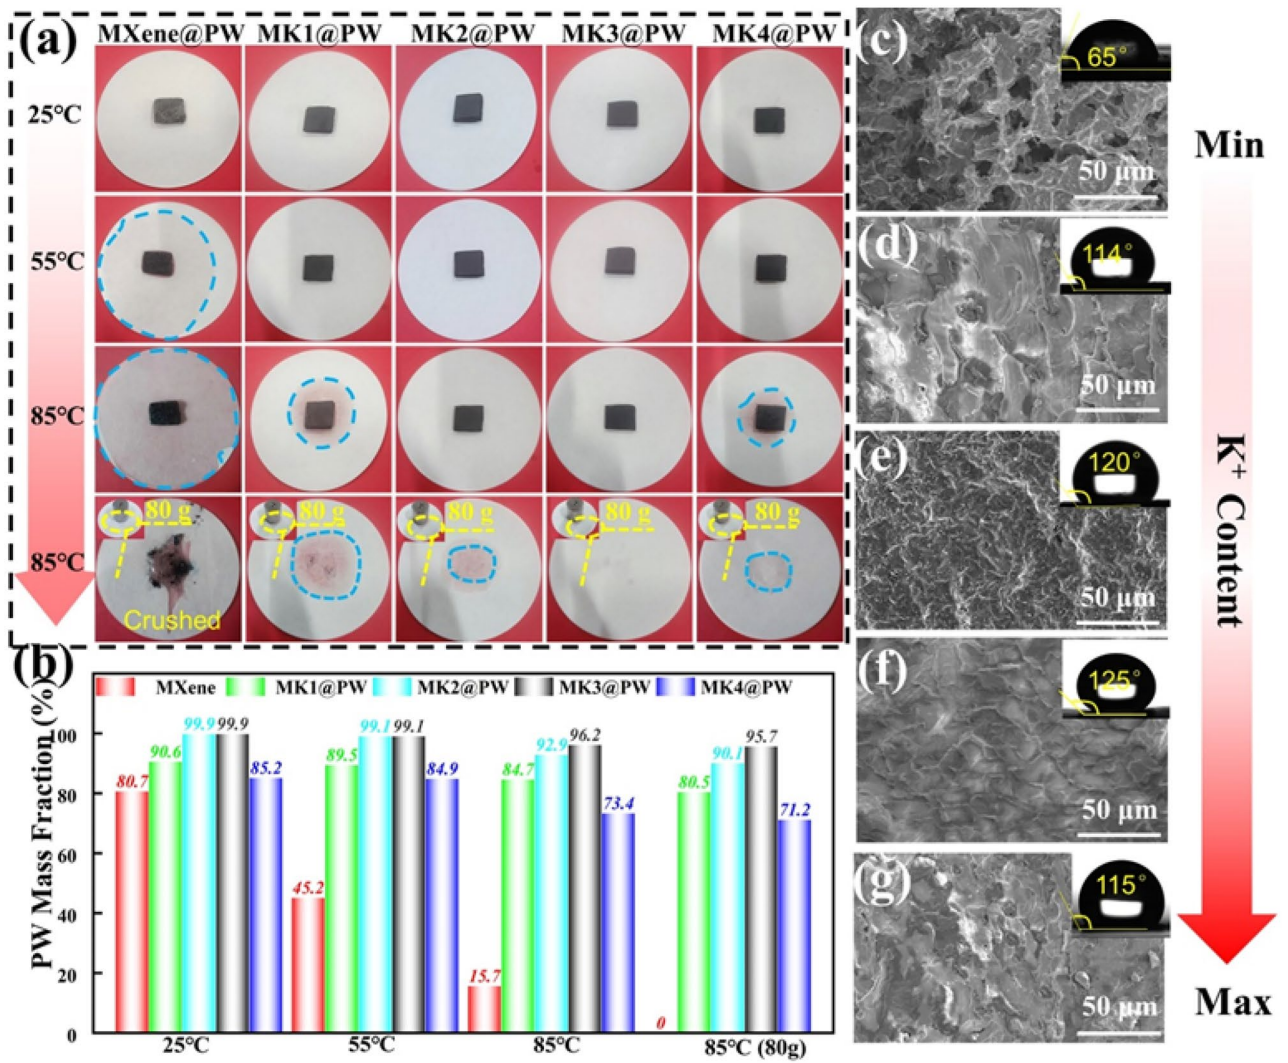 (a)
MXene@PW MK1@PW MK2@PW MK3@PW MK4@PW
25℃
55℃
85℃
85℃
80 g 80 g 80 g 80 g 80 g
Crushed
(b)
PW Mass Fraction (%)
MXene MK1@PW MK2@PW MK3@PW MK4@PW
100
80
60
40
20
0
80.7 90.6 99.9 99.9 85.2
45.2 89.5 99.1 99.1 84.9
15.7 84.7 92.9 96.2 73.4
0 80.5 90.1 95.7 71.2
25℃ 55℃ 85℃ 85℃ (80g)
(c)
65°
50 μm
(d)
114°
50 μm
(e)
120°
50 μm
(f)
125°
50 μm
(g)
115°
50 μm
Min
K⁺ Content
Max